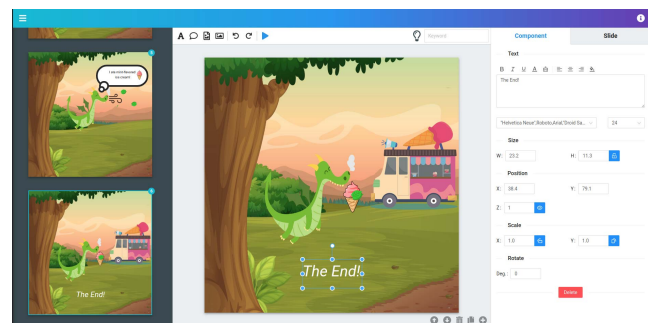 I ate mint flavored
ice cream!
The End!
A
Keyword
The End!
Component
Slide
Text
B I U A
The End!
"Helvetica Neue",Roboto,Arial,"Droid Sa...
24
Size
W: 23.2
H: 11.3
Position
X: 38.4
Y: 79.1
Z: 1
Scale
X: 1.0
Y: 1.0
Rotate
Deg.: 0
Delete